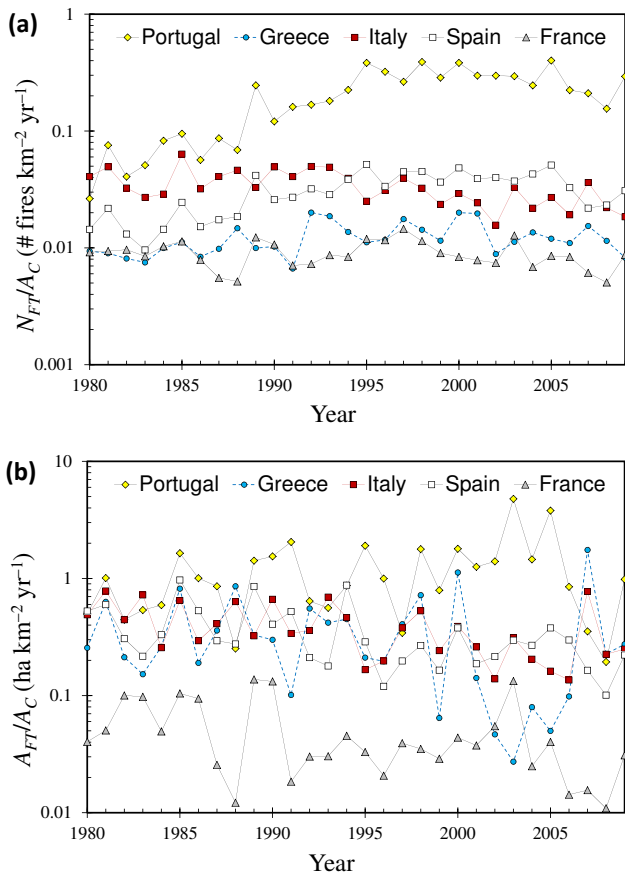 (a)
1
Portugal Greece Italy Spain France
0.1
0.01
0.001
N_FT/A_C (# fires km⁻² yr⁻¹)
1980 1985 1990 1995 2000 2005
Year
(b)
10
Portugal Greece Italy Spain France
1
0.1
0.01
A_FT/A_C (ha km⁻² yr⁻¹)
1980 1985 1990 1995 2000 2005
Year